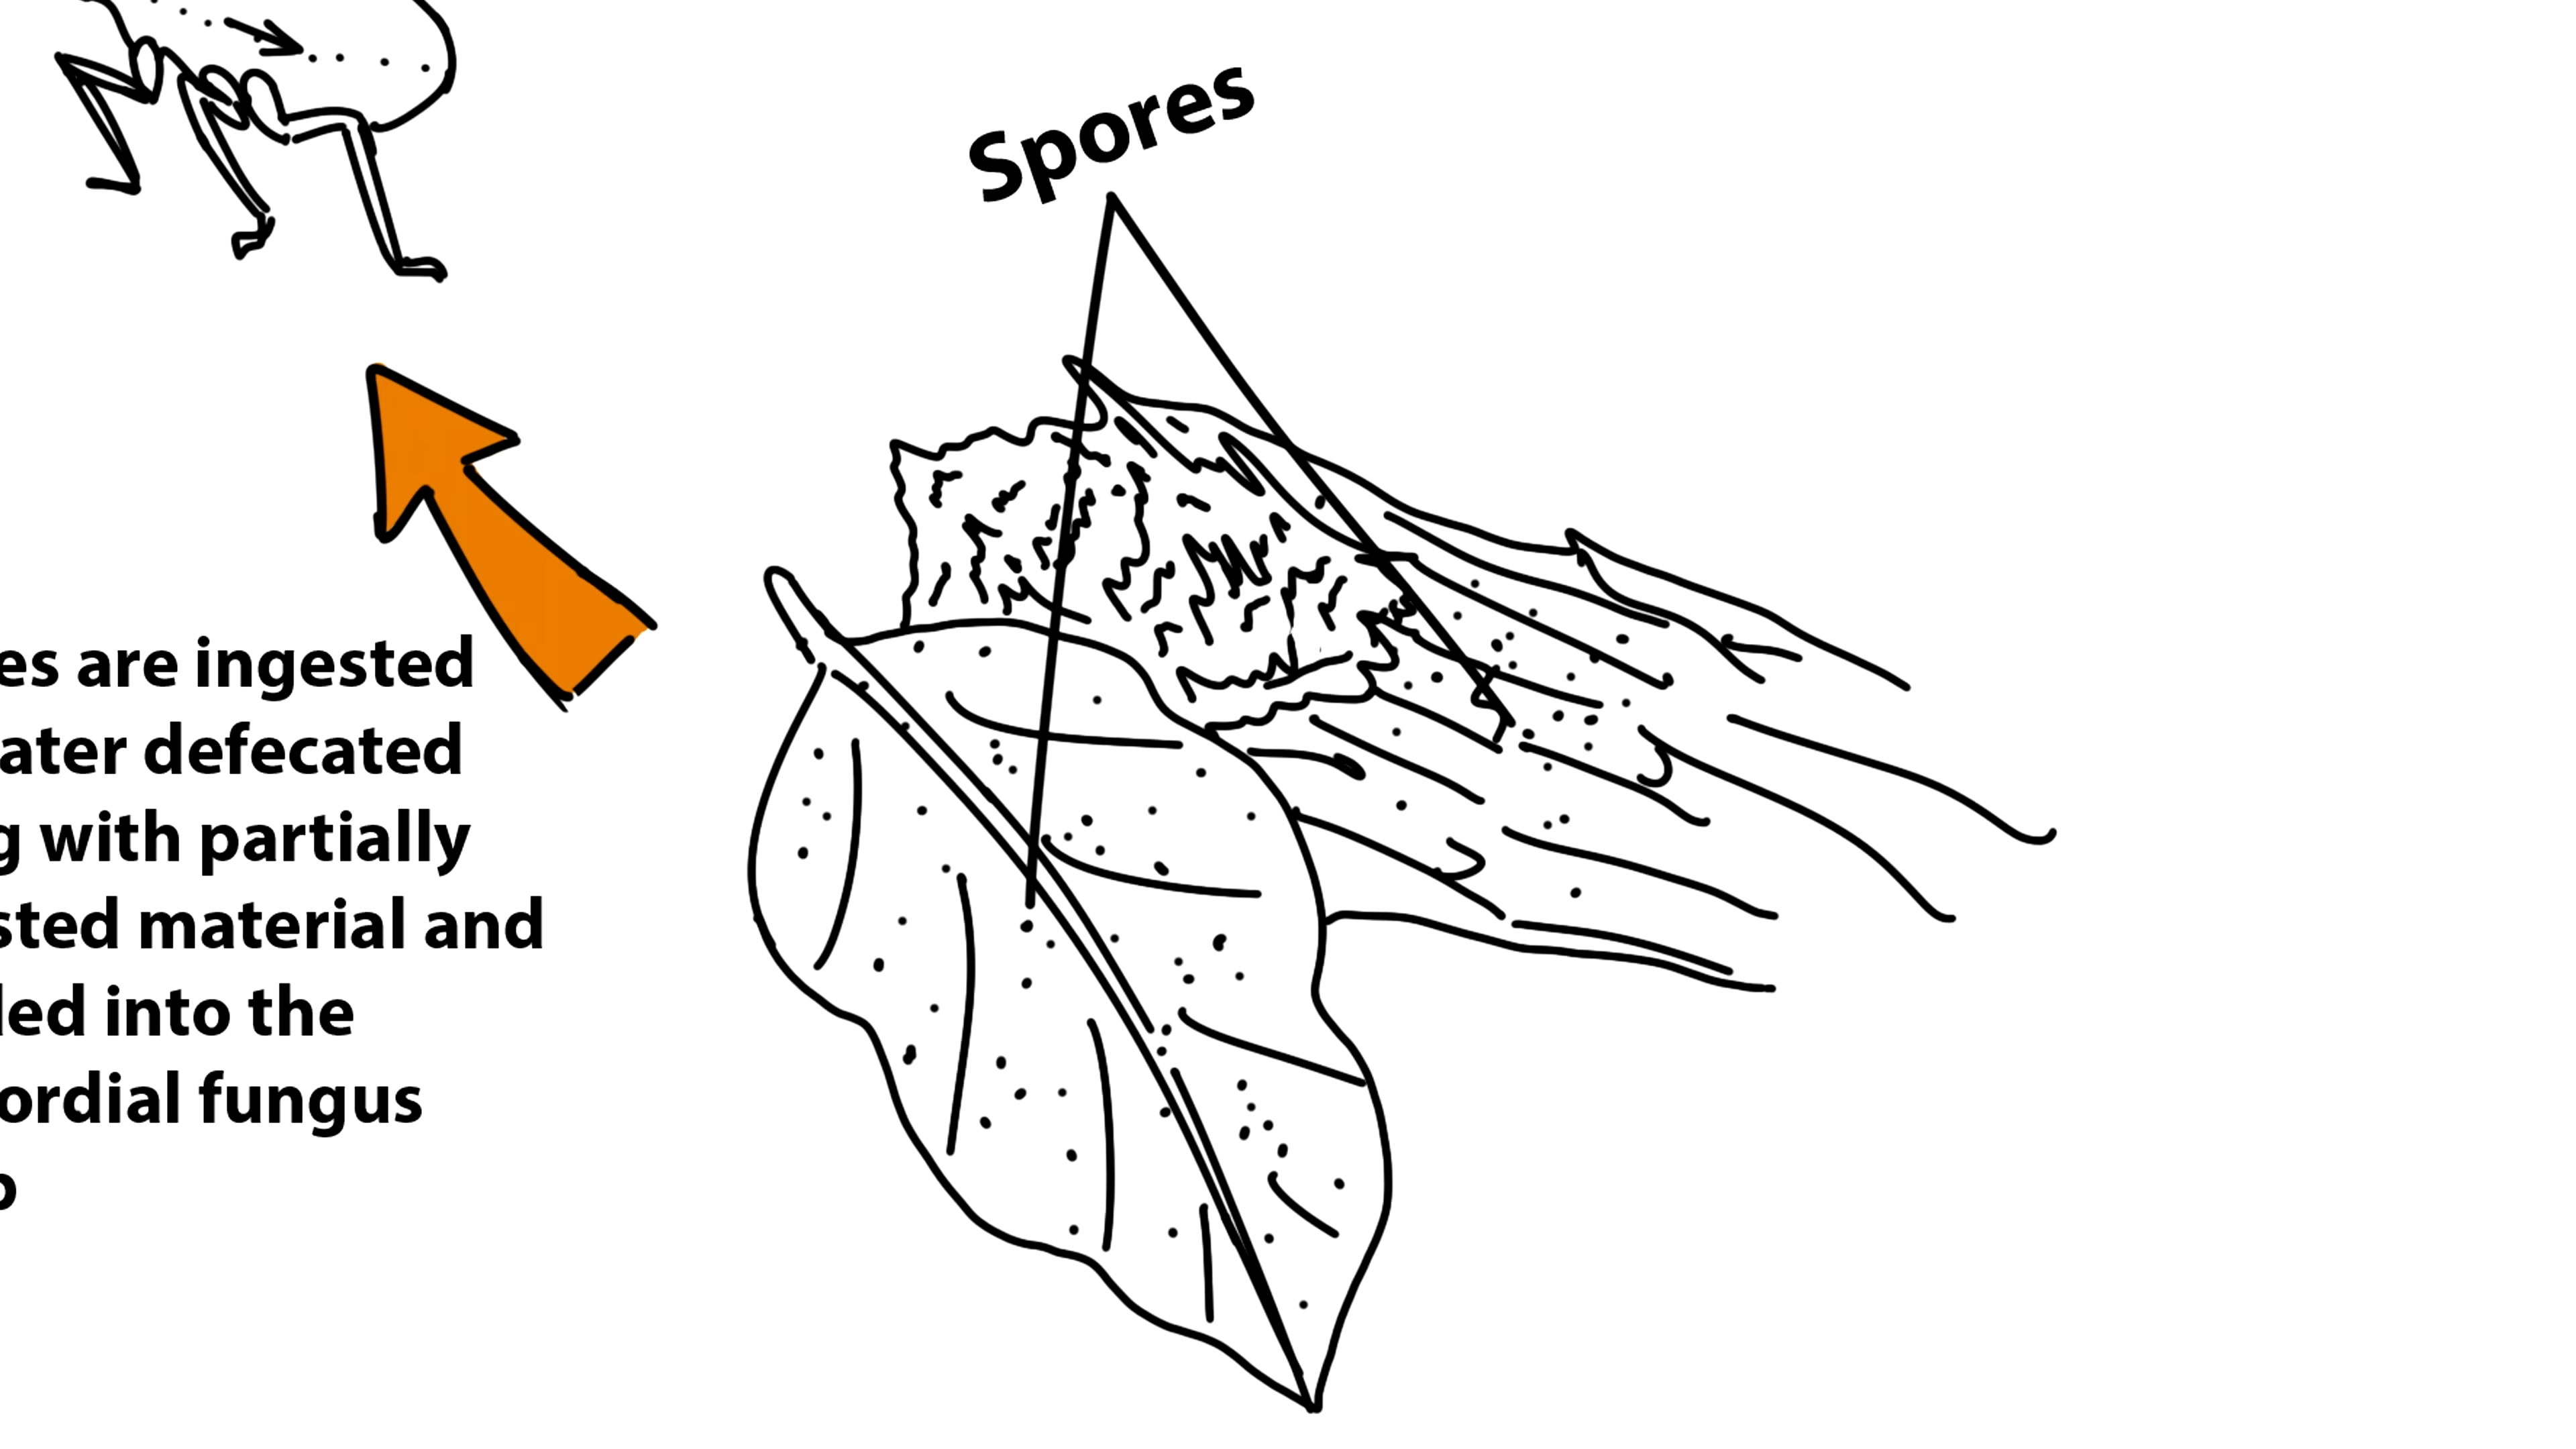 Spores
es are ingested
ater defecated
g with partially
sted material and
led into the
ordial fungus